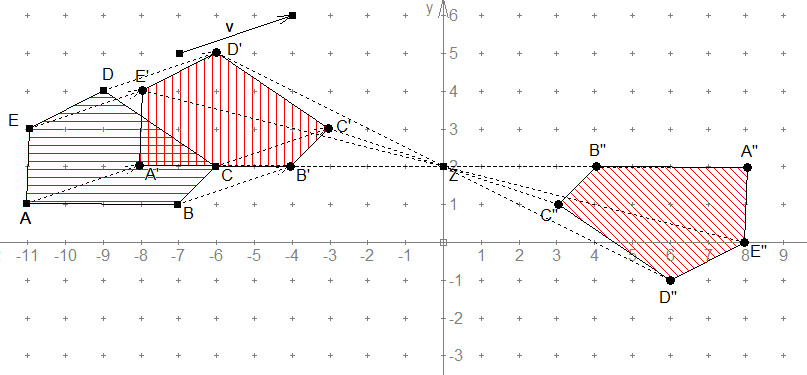 y 6
v
5
D'
D E' 4
E 3 C'
2
A' C B' Z B" A"
A B 1 C"
-11 -10 -9 -8 -7 -6 -5 -4 -3 -2 -1 1 2 3 4 5 6 7 8 9
E"
-1
D"
-2
-3